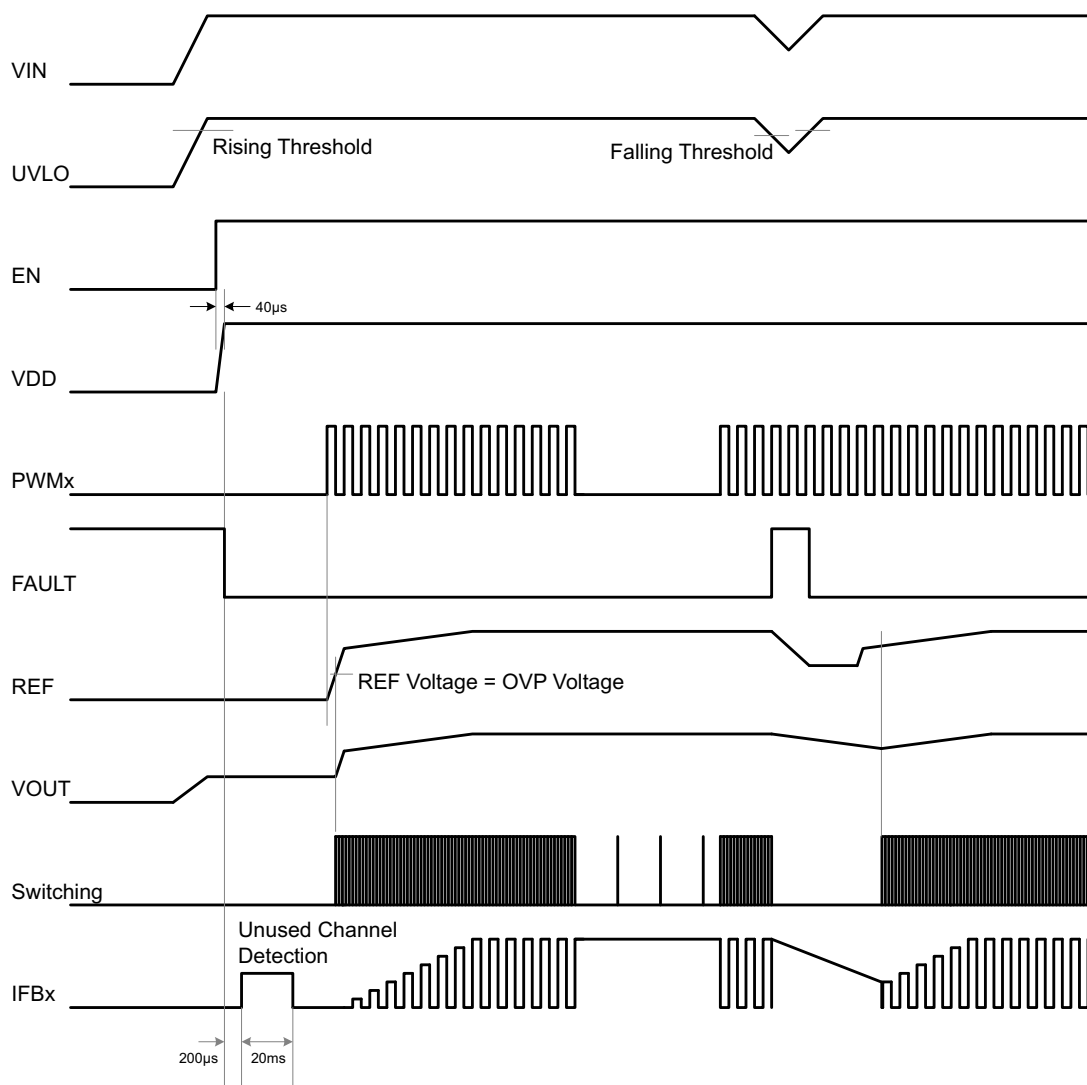 VIN
Rising Threshold
Falling Threshold
UVLO
EN
40µs
VDD
PWMx
FAULT
REF
REF Voltage = OVP Voltage
VOUT
Switching
Unused Channel
Detection
IFBx
200µs
20ms